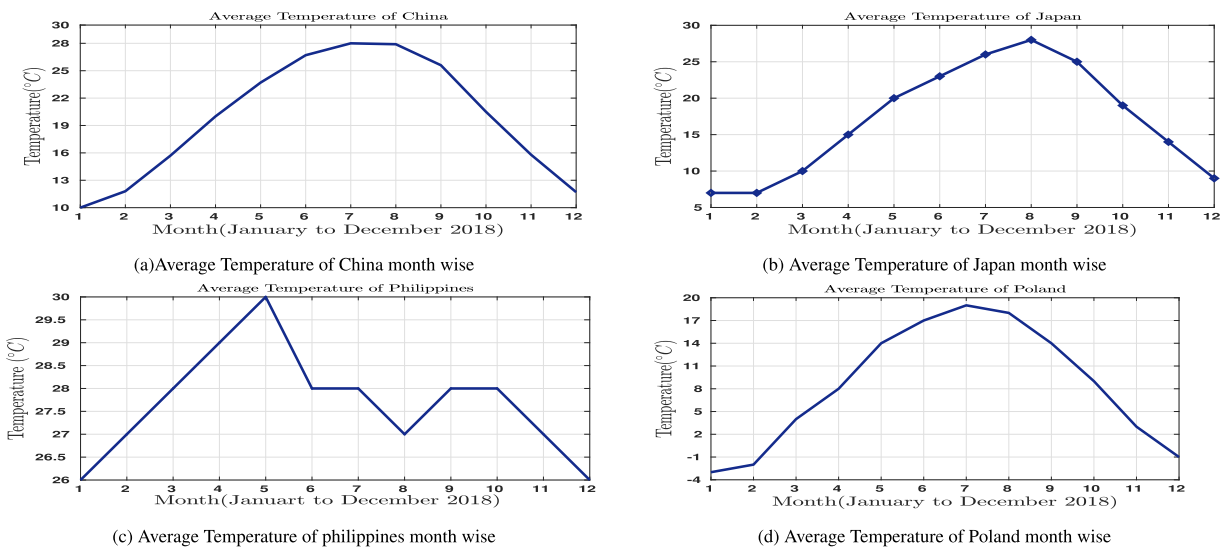 Average Temperature of China
30
28
25
22
19
16
13
10
Temperature(°C)
1 2 3 4 5 6 7 8 9 10 11 12
Month(January to December 2018)
(a)Average Temperature of China month wise
Average Temperature of Japan
30
25
20
15
10
5
Temperature(°C)
1 2 3 4 5 6 7 8 9 10 11 12
Month(January to December 2018)
(b) Average Temperature of Japan month wise
Average Temperature of Philippines
30
29.5
29
28.5
28
27.5
27
26.5
26
Temperature (°C)
1 2 3 4 5 6 7 8 9 10 11 12
Month(Januart to December 2018)
(c) Average Temperature of philippines month wise
Average Temperature of Poland
20
17
14
11
8
5
2
-1
-4
Temperature(°C)
1 2 3 4 5 6 7 8 9 10 11 12
Month(January to December 2018)
(d) Average Temperature of Poland month wise